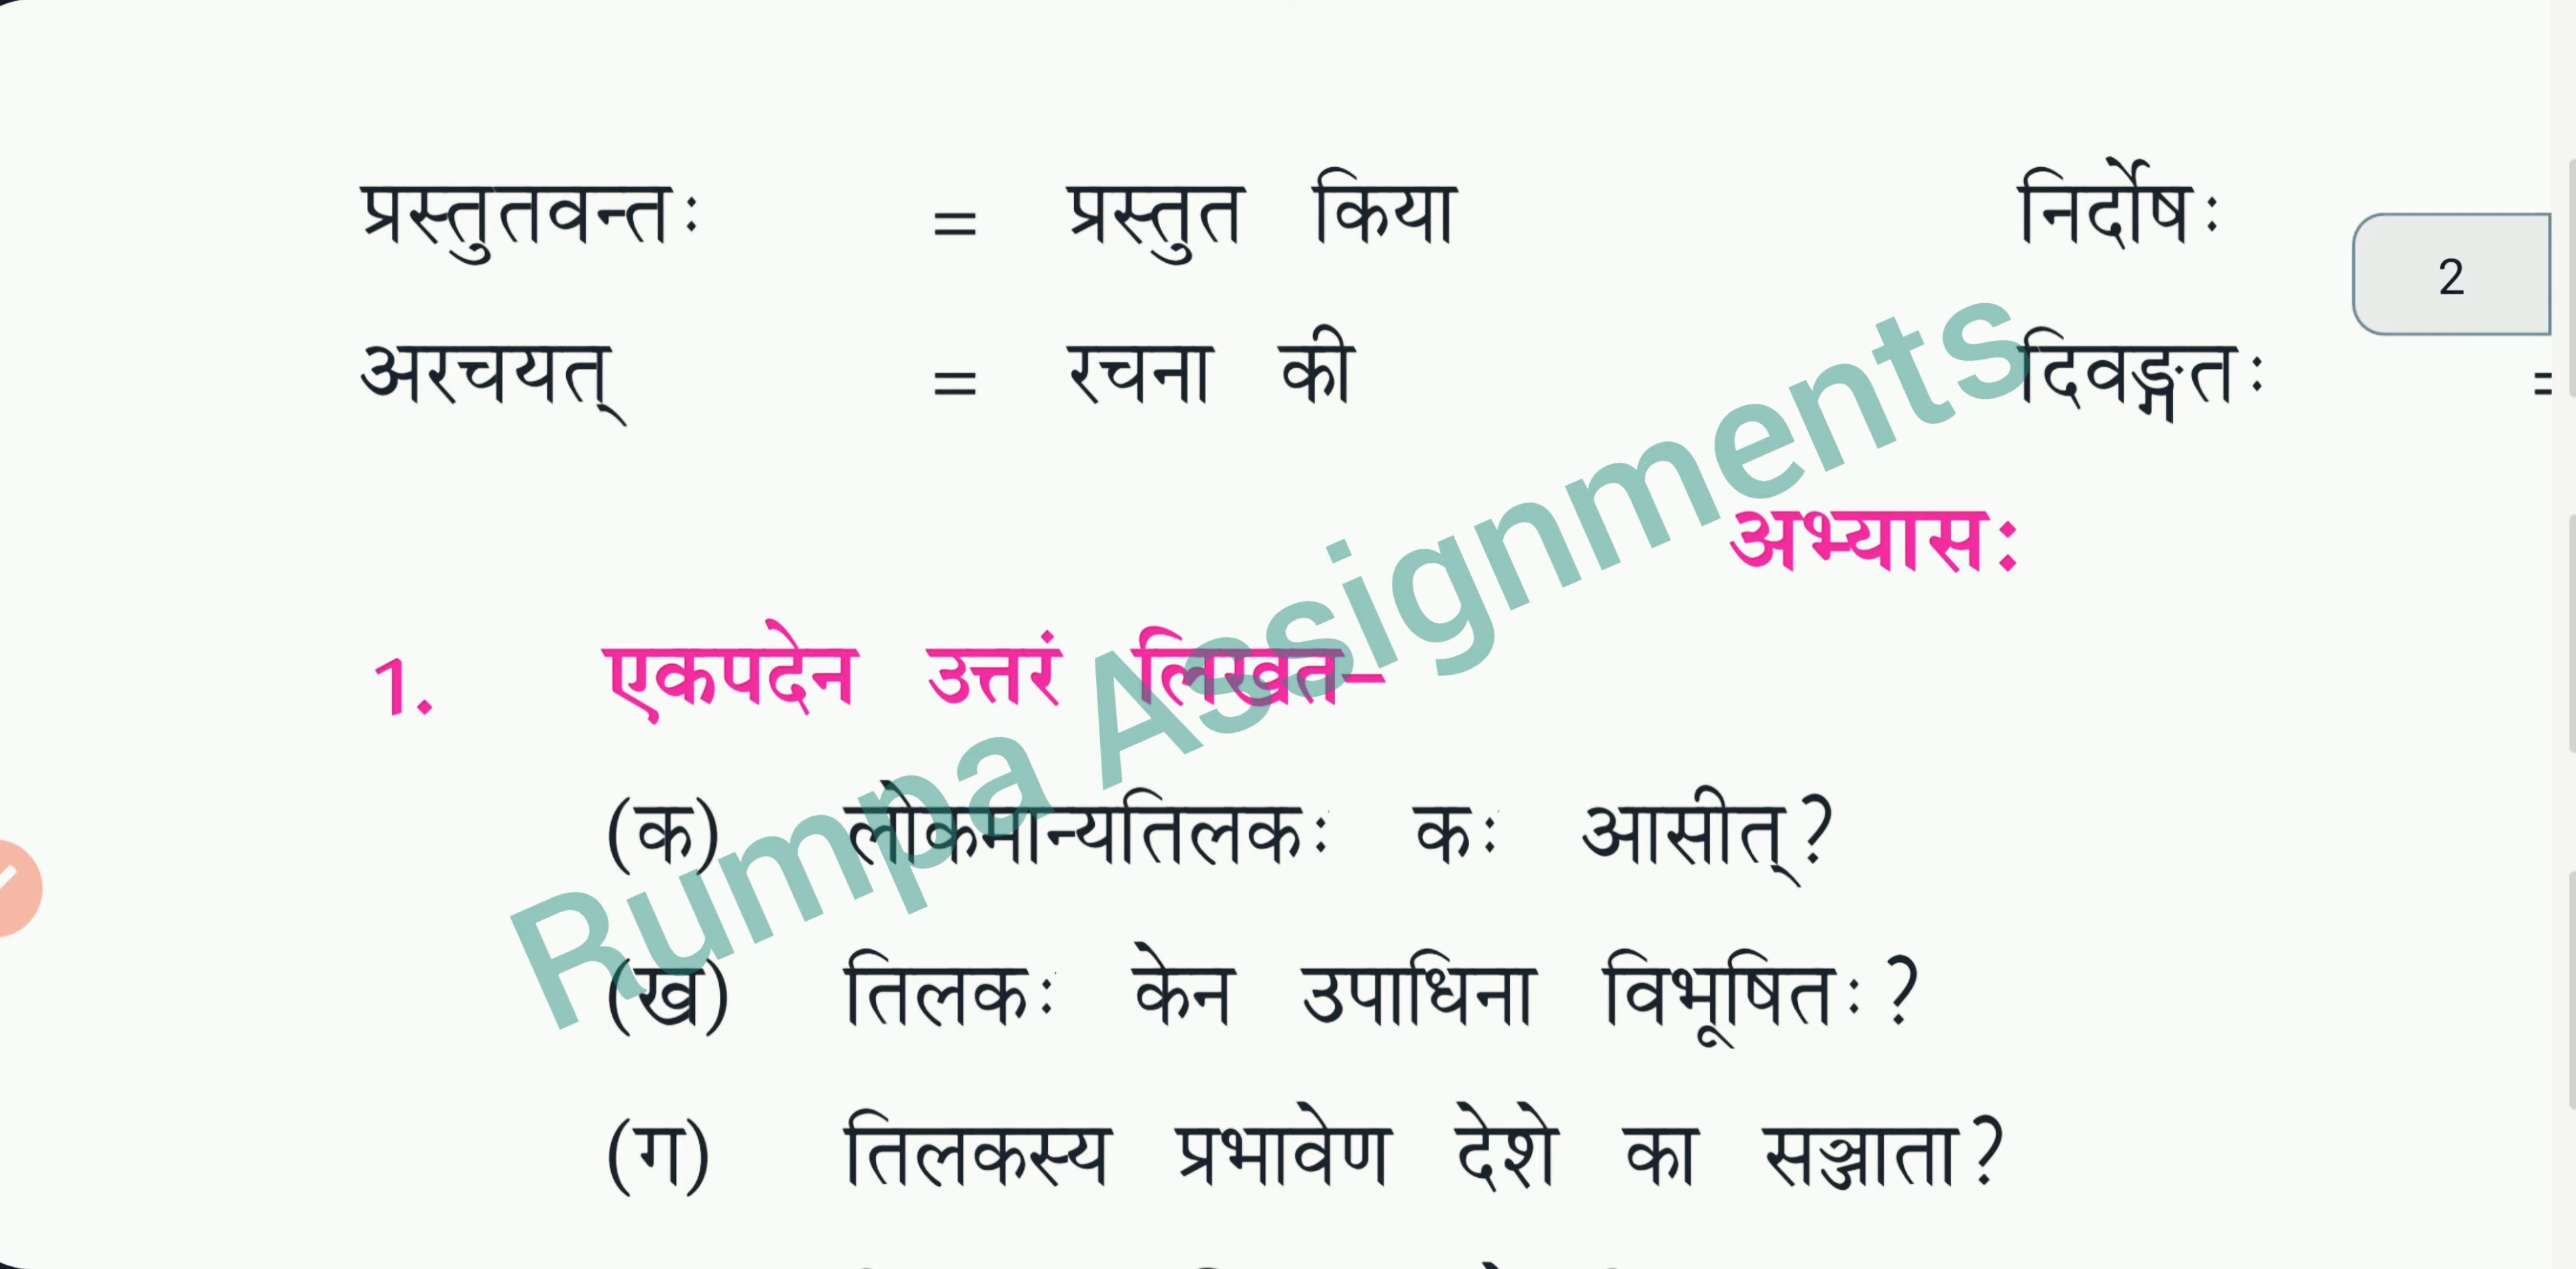 प्रस्तुतवन्तः = प्रस्तुत किया निर्दोषः
2
अरचयत् = रचना की दिवङ्गतः =
अभ्यासः
1. एकपदेन उत्तरं लिखत–
(क) लोकमान्यतिलकः कः आसीत्?
(ख) तिलकः केन उपाधिना विभूषितः?
(ग) तिलकस्य प्रभावेण देशे का सञ्जाता?
Rumpa Assignments